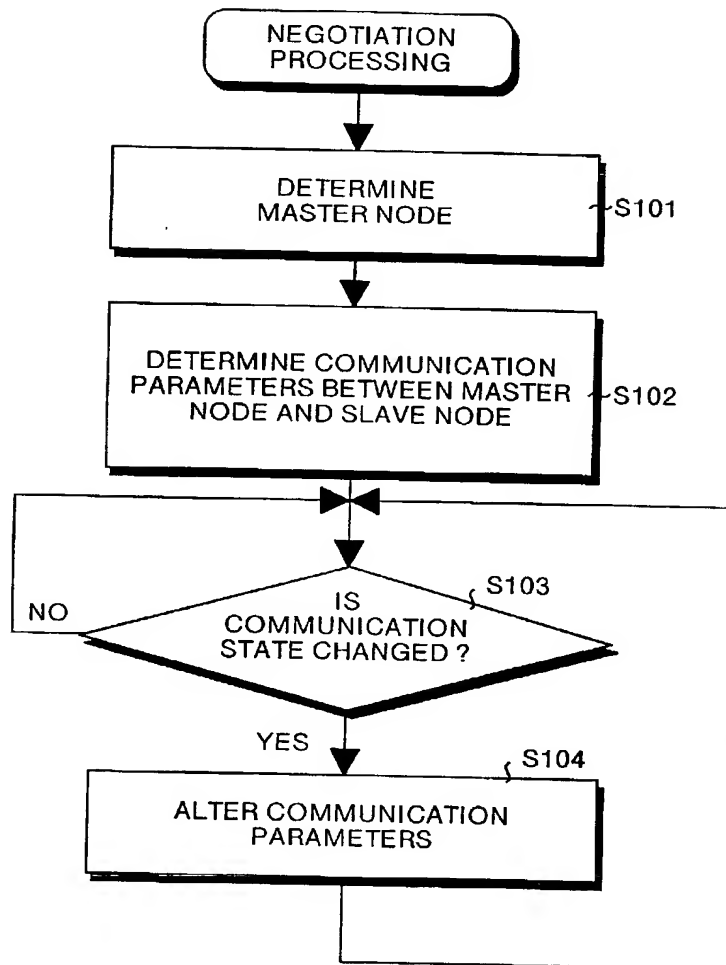 NEGOTIATION
PROCESSING
DETERMINE
MASTER NODE
S101
DETERMINE COMMUNICATION
PARAMETERS BETWEEN MASTER
NODE AND SLAVE NODE
S102
S103
IS
COMMUNICATION
STATE CHANGED ?
NO
YES
S104
ALTER COMMUNICATION
PARAMETERS